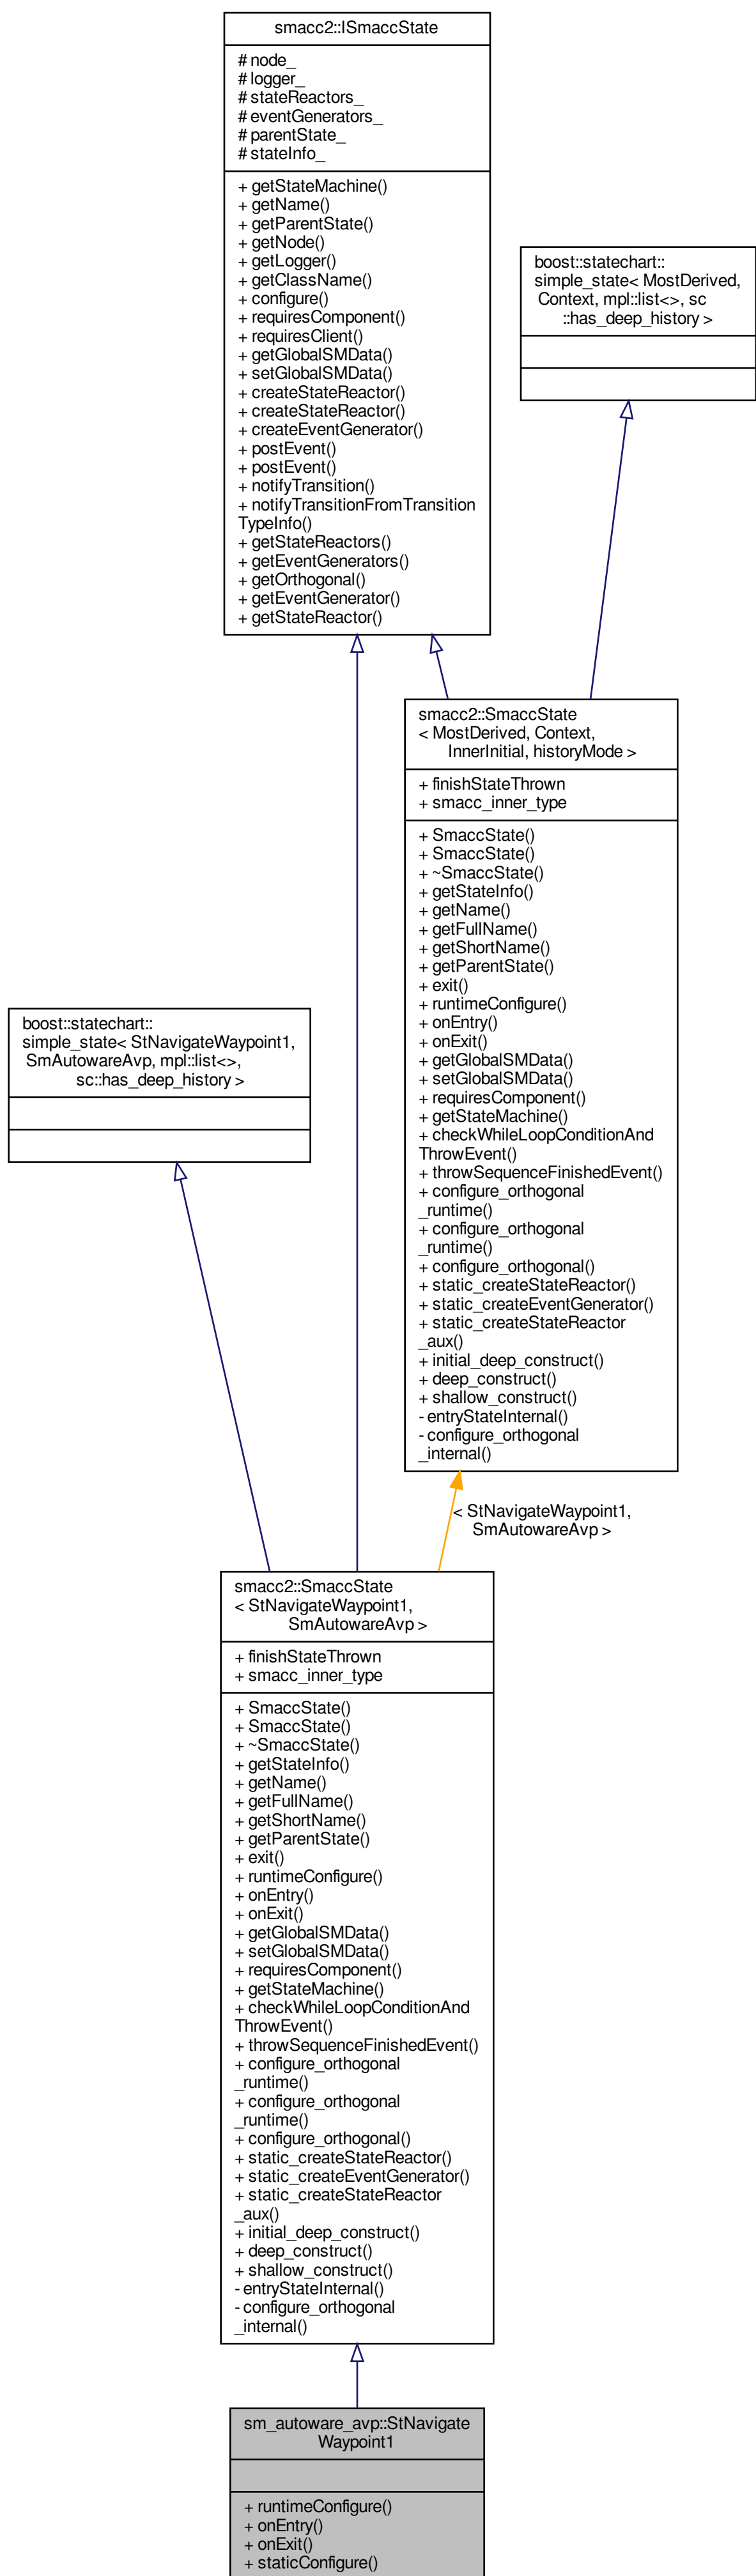 smacc2::ISmaccState
# node_
# logger_
# stateReactors_
# eventGenerators_
# parentState_
# stateInfo_
+ getStateMachine()
+ getName()
+ getParentState()
+ getNode()
+ getLogger()
+ getClassName()
+ configure()
+ requiresComponent()
+ requiresClient()
+ getGlobalSMData()
+ setGlobalSMData()
+ createStateReactor()
+ createStateReactor()
+ createEventGenerator()
+ postEvent()
+ postEvent()
+ notifyTransition()
+ notifyTransitionFromTransition
TypeInfo()
+ getStateReactors()
+ getEventGenerators()
+ getOrthogonal()
+ getEventGenerator()
+ getStateReactor()
boost::statechart::
simple_state< MostDerived,
Context, mpl::list<>, sc
::has_deep_history >
smacc2::SmaccState
< MostDerived, Context,
InnerInitial, historyMode >
+ finishStateThrown
+ smacc_inner_type
+ SmaccState()
+ SmaccState()
+ ~SmaccState()
+ getStateInfo()
+ getName()
+ getFullName()
+ getShortName()
+ getParentState()
+ exit()
+ runtimeConfigure()
+ onEntry()
+ onExit()
+ getGlobalSMData()
+ setGlobalSMData()
+ requiresComponent()
+ getStateMachine()
+ checkWhileLoopConditionAnd
ThrowEvent()
+ throwSequenceFinishedEvent()
+ configure_orthogonal
_runtime()
+ configure_orthogonal
_runtime()
+ configure_orthogonal()
+ static_createStateReactor()
+ static_createEventGenerator()
+ static_createStateReactor
_aux()
+ initial_deep_construct()
+ deep_construct()
+ shallow_construct()
- entryStateInternal()
- configure_orthogonal
_internal()
boost::statechart::
simple_state< StNavigateWaypoint1,
SmAutowareAvp, mpl::list<>,
sc::has_deep_history >
< StNavigateWaypoint1,
SmAutowareAvp >
smacc2::SmaccState
< StNavigateWaypoint1,
SmAutowareAvp >
+ finishStateThrown
+ smacc_inner_type
+ SmaccState()
+ SmaccState()
+ ~SmaccState()
+ getStateInfo()
+ getName()
+ getFullName()
+ getShortName()
+ getParentState()
+ exit()
+ runtimeConfigure()
+ onEntry()
+ onExit()
+ getGlobalSMData()
+ setGlobalSMData()
+ requiresComponent()
+ getStateMachine()
+ checkWhileLoopConditionAnd
ThrowEvent()
+ throwSequenceFinishedEvent()
+ configure_orthogonal
_runtime()
+ configure_orthogonal
_runtime()
+ configure_orthogonal()
+ static_createStateReactor()
+ static_createEventGenerator()
+ static_createStateReactor
_aux()
+ initial_deep_construct()
+ deep_construct()
+ shallow_construct()
- entryStateInternal()
- configure_orthogonal
_internal()
sm_autoware_avp::StNavigate
Waypoint1
+ runtimeConfigure()
+ onEntry()
+ onExit()
+ staticConfigure()